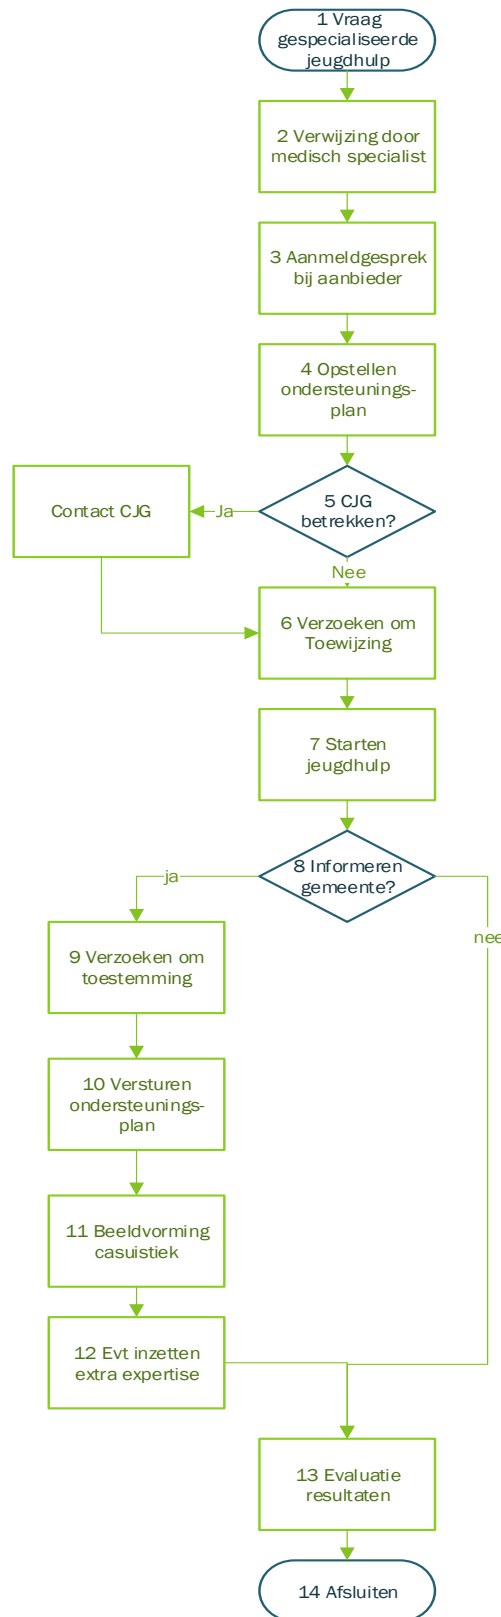 1 Vraag
gespecialiseerde
jeugdhulp
2 Verwijzing door
medisch specialist
3 Aanmeldgesprek
bij aanbieder
4 Opstellen
ondersteunings-
plan
5 CJG
betrekken?
Ja
Contact CJG
Nee
6 Verzoeken om
Toewijzing
7 Starten
jeugdhulp
8 Informeren
gemeente?
ja
nee
9 Verzoeken om
toestemming
10 Versturen
ondersteunings-
plan
11 Beeldvorming
casuistiek
12 Evt inzetten
extra expertise
13 Evaluatie
resultaten
14 Afsluiten